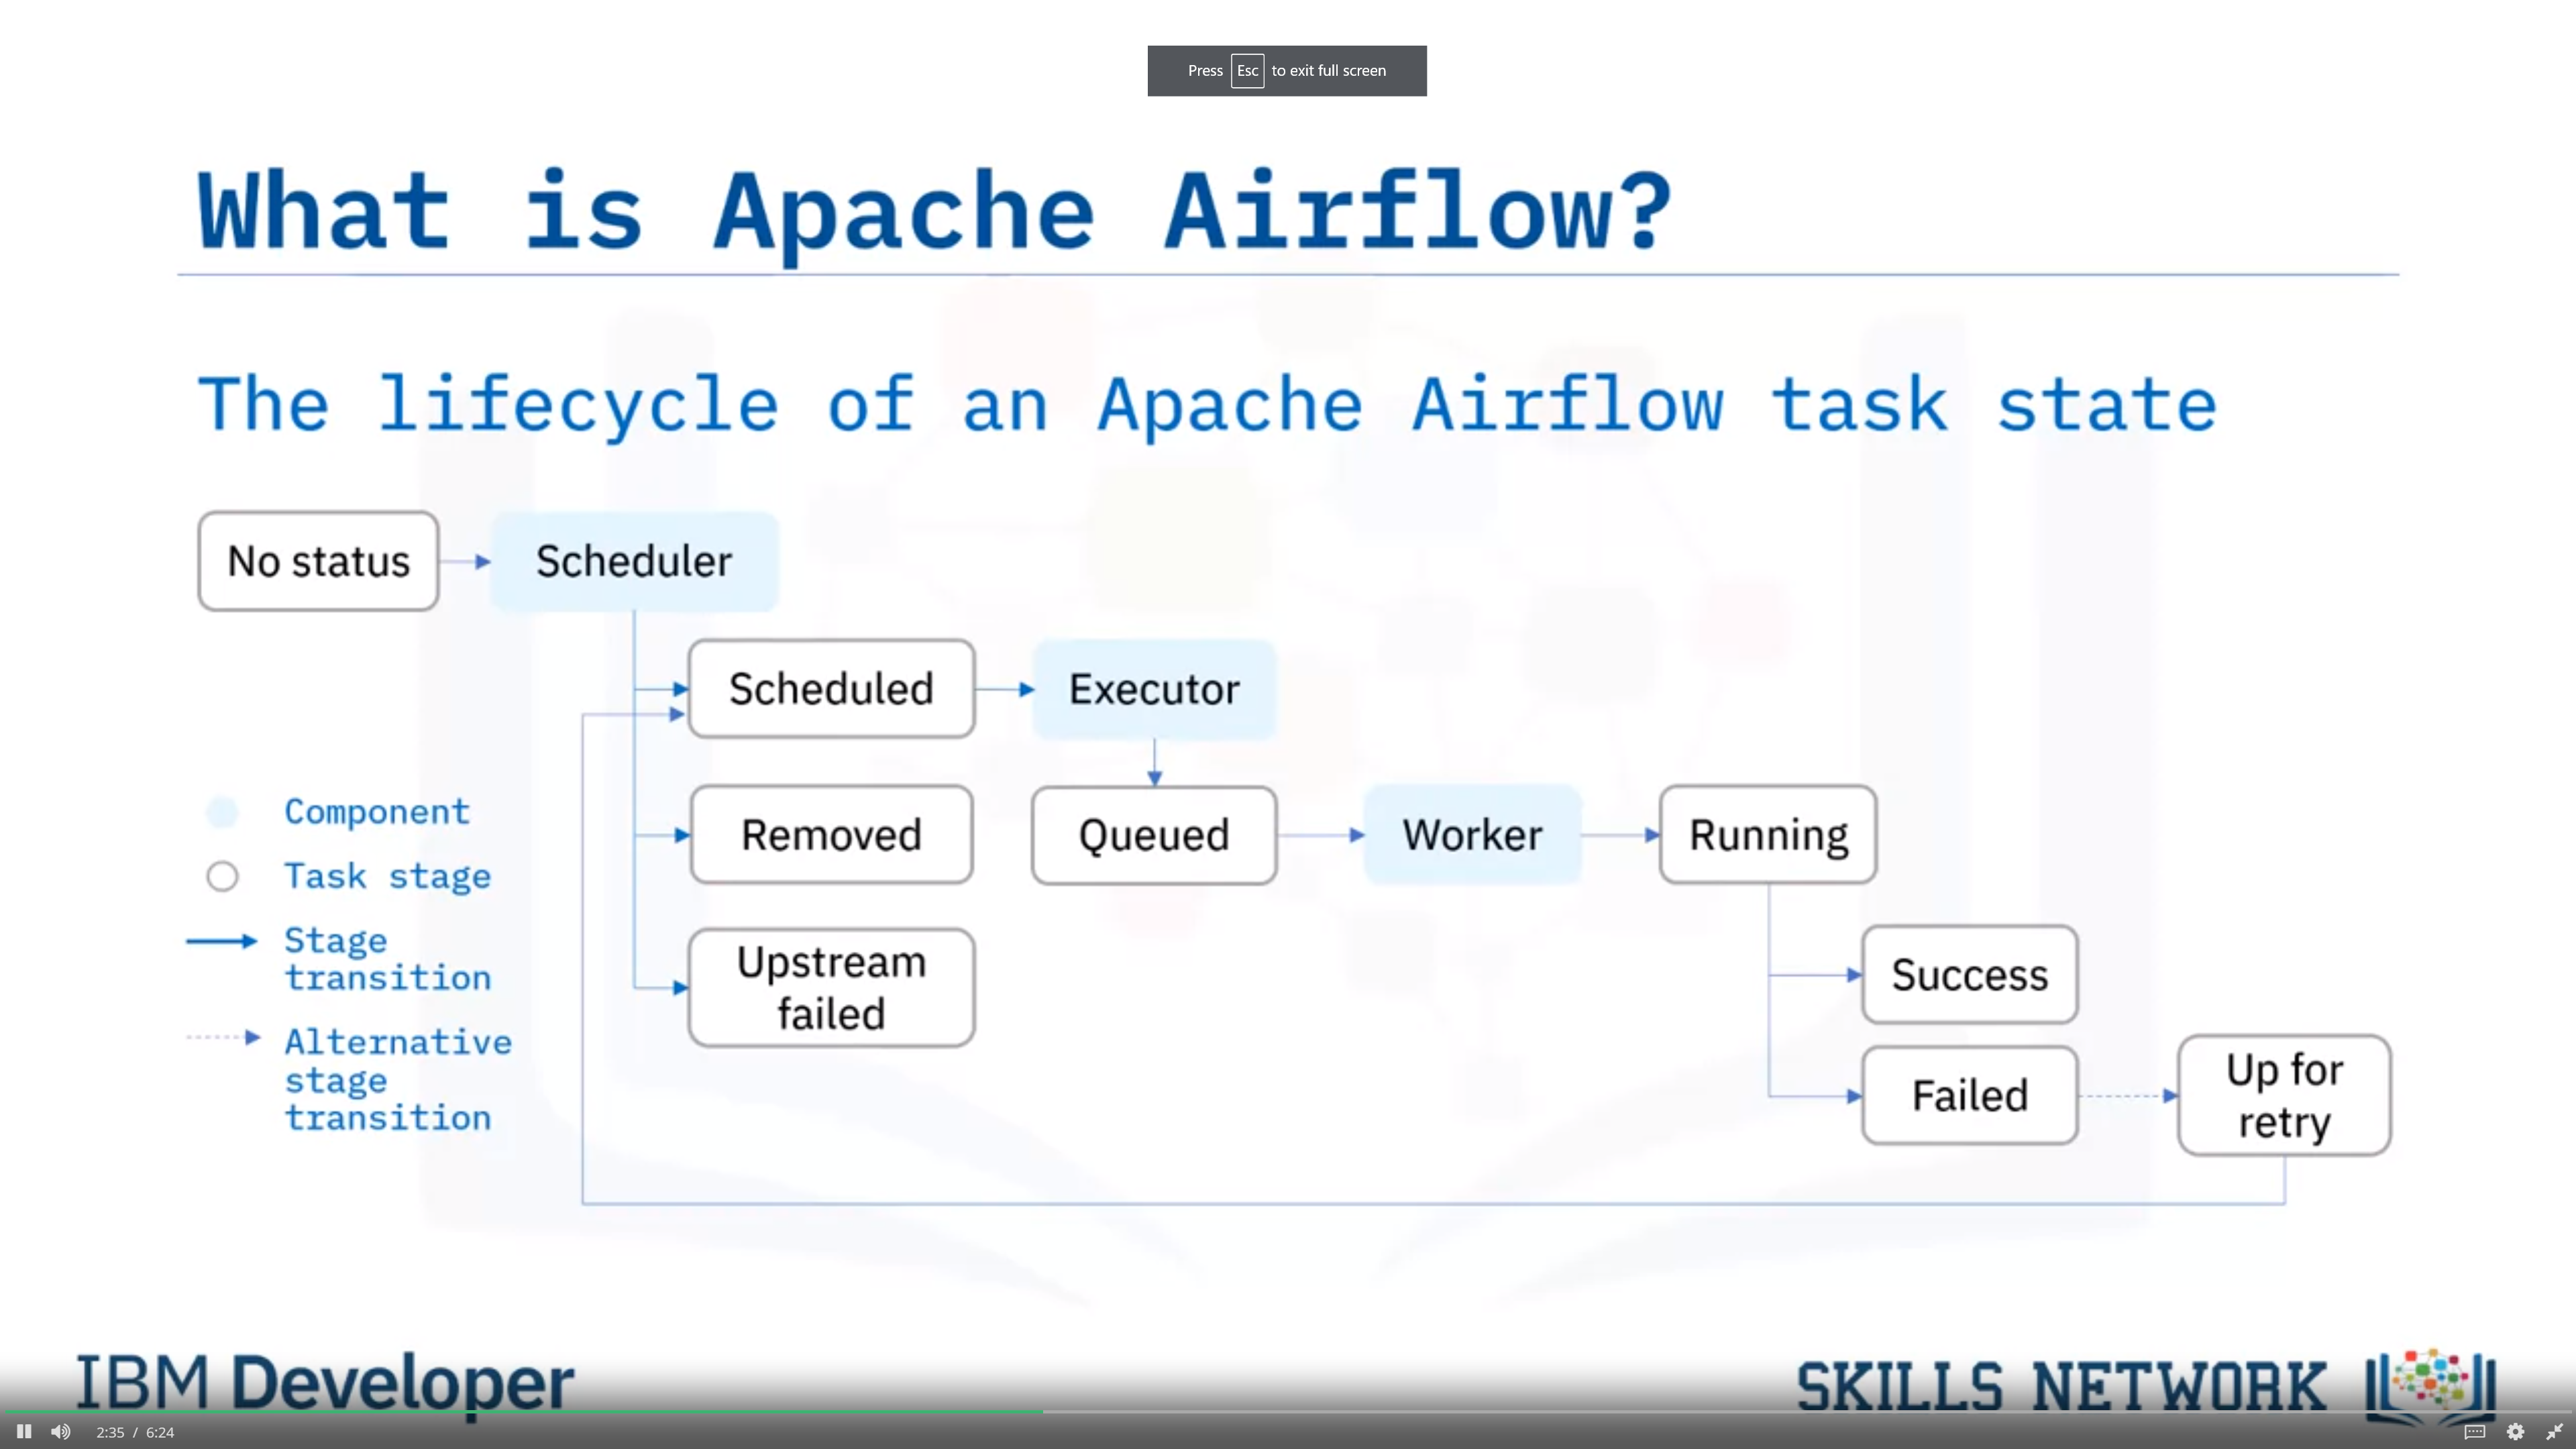 Press Esc to exit full screen
What is Apache Airflow?
The lifecycle of an Apache Airflow task state
No status
Scheduler
Scheduled
Executor
Removed
Queued
Worker
Running
Upstream
failed
Success
Failed
Up for
retry
Component
Task stage
Stage
transition
Alternative
stage
transition
IBM Developer
SKILLS NETWORK
2:35 / 6:24